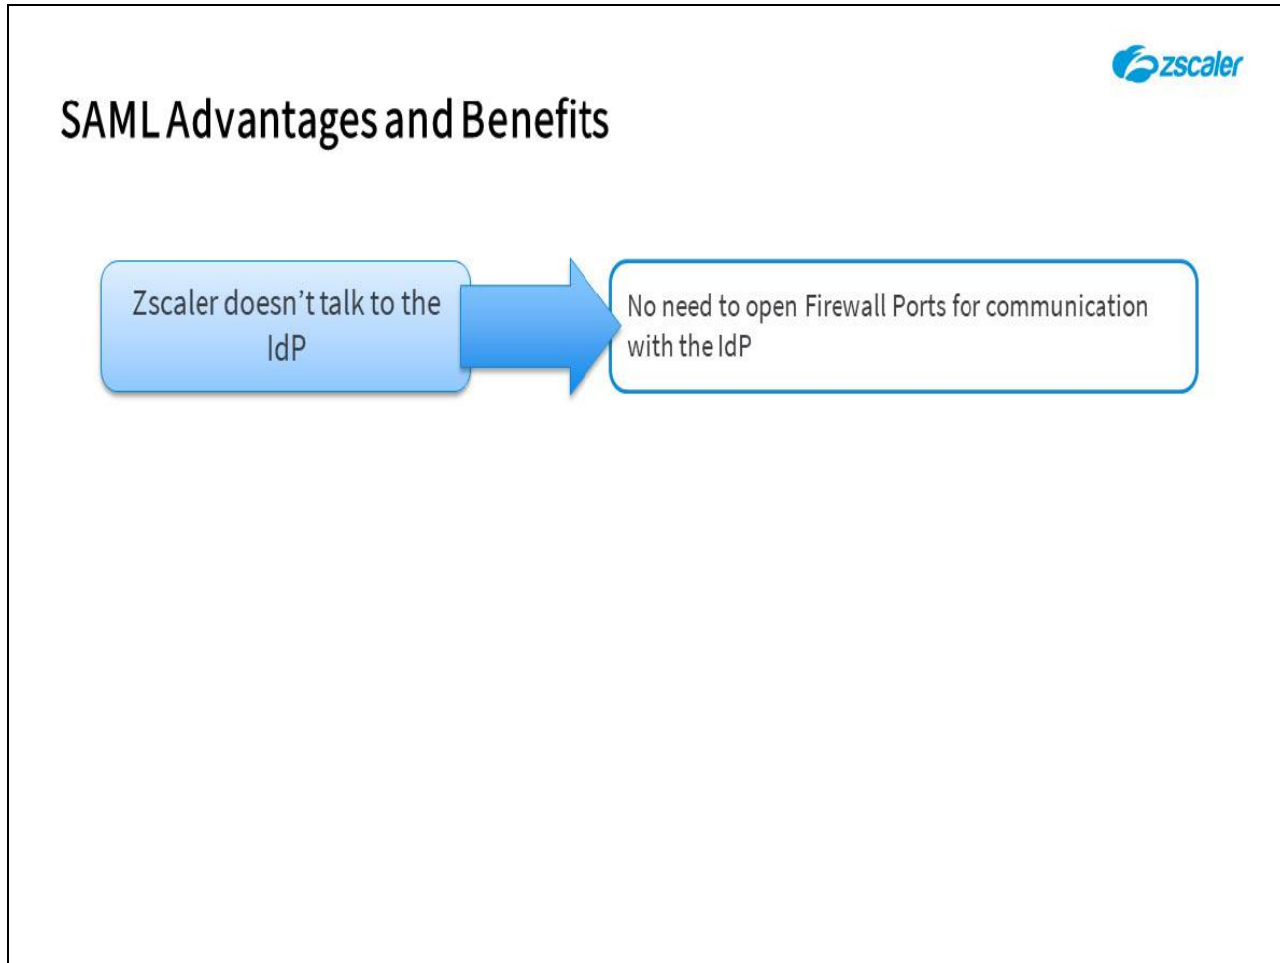 zscaler
SAML Advantages and Benefits
Zscaler doesn’t talk to the
IdP
No need to open Firewall Ports for communication
with the IdP